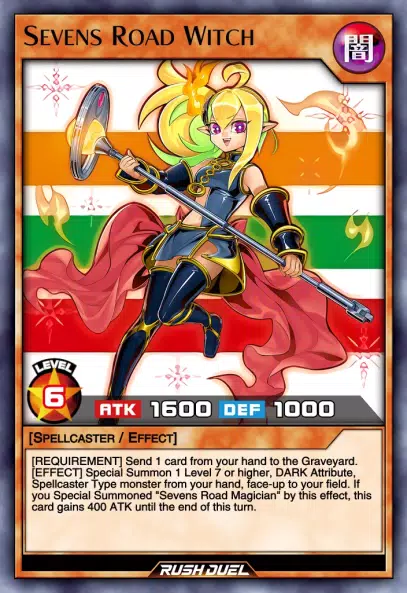 SEVENS ROAD WITCH
闇
LEVEL
6
ATK 1600 DEF 1000
[SPELLCASTER / EFFECT]
[REQUIREMENT] Send 1 card from your hand to the Graveyard.
[EFFECT] Special Summon 1 Level 7 or higher, DARK Attribute,
Spellcaster Type monster from your hand, face-up to your field. If
you Special Summoned "Sevens Road Magician" by this effect, this
card gains 400 ATK until the end of this turn.
RUSH DUEL